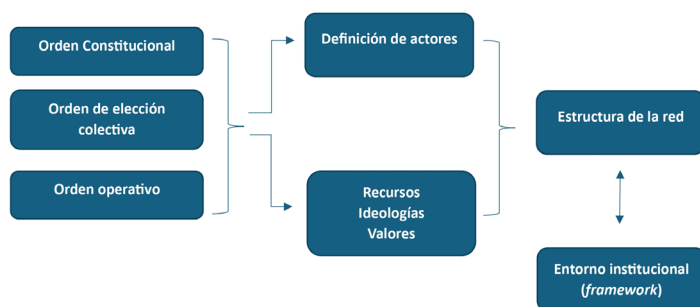 Orden Constitucional
Orden de elección
colectiva
Orden operativo
Definición de actores
Recursos
Ideologías
Valores
Estructura de la red
Entorno institucional
(framework)